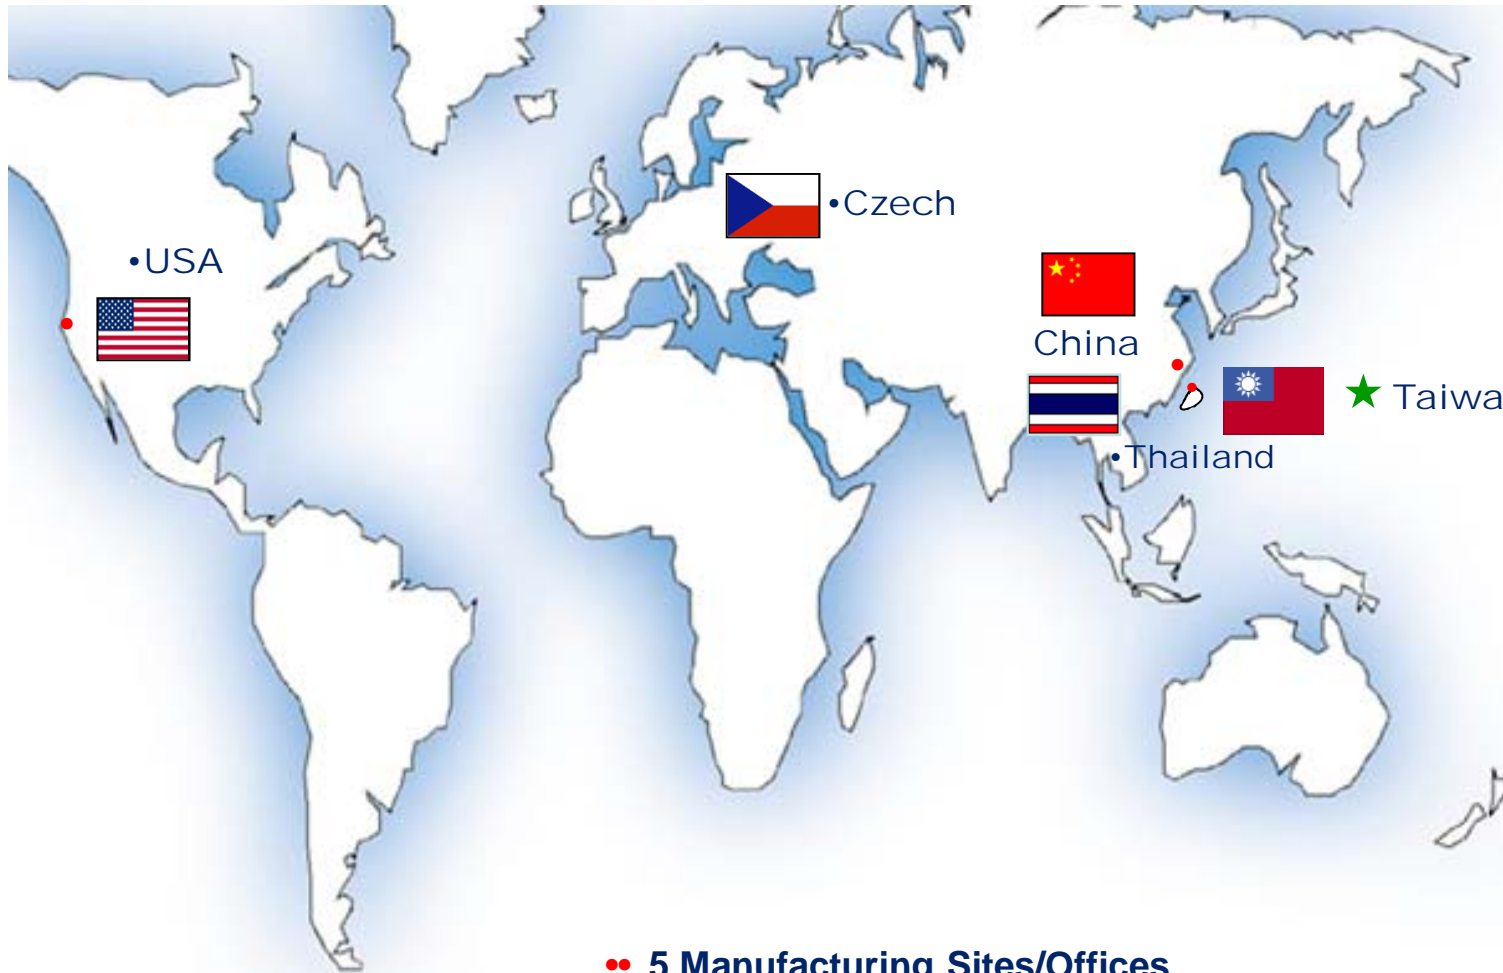 •Czech
•USA
China
Taiwa
•Thailand
•• 5 Manufacturing Sites/Offices